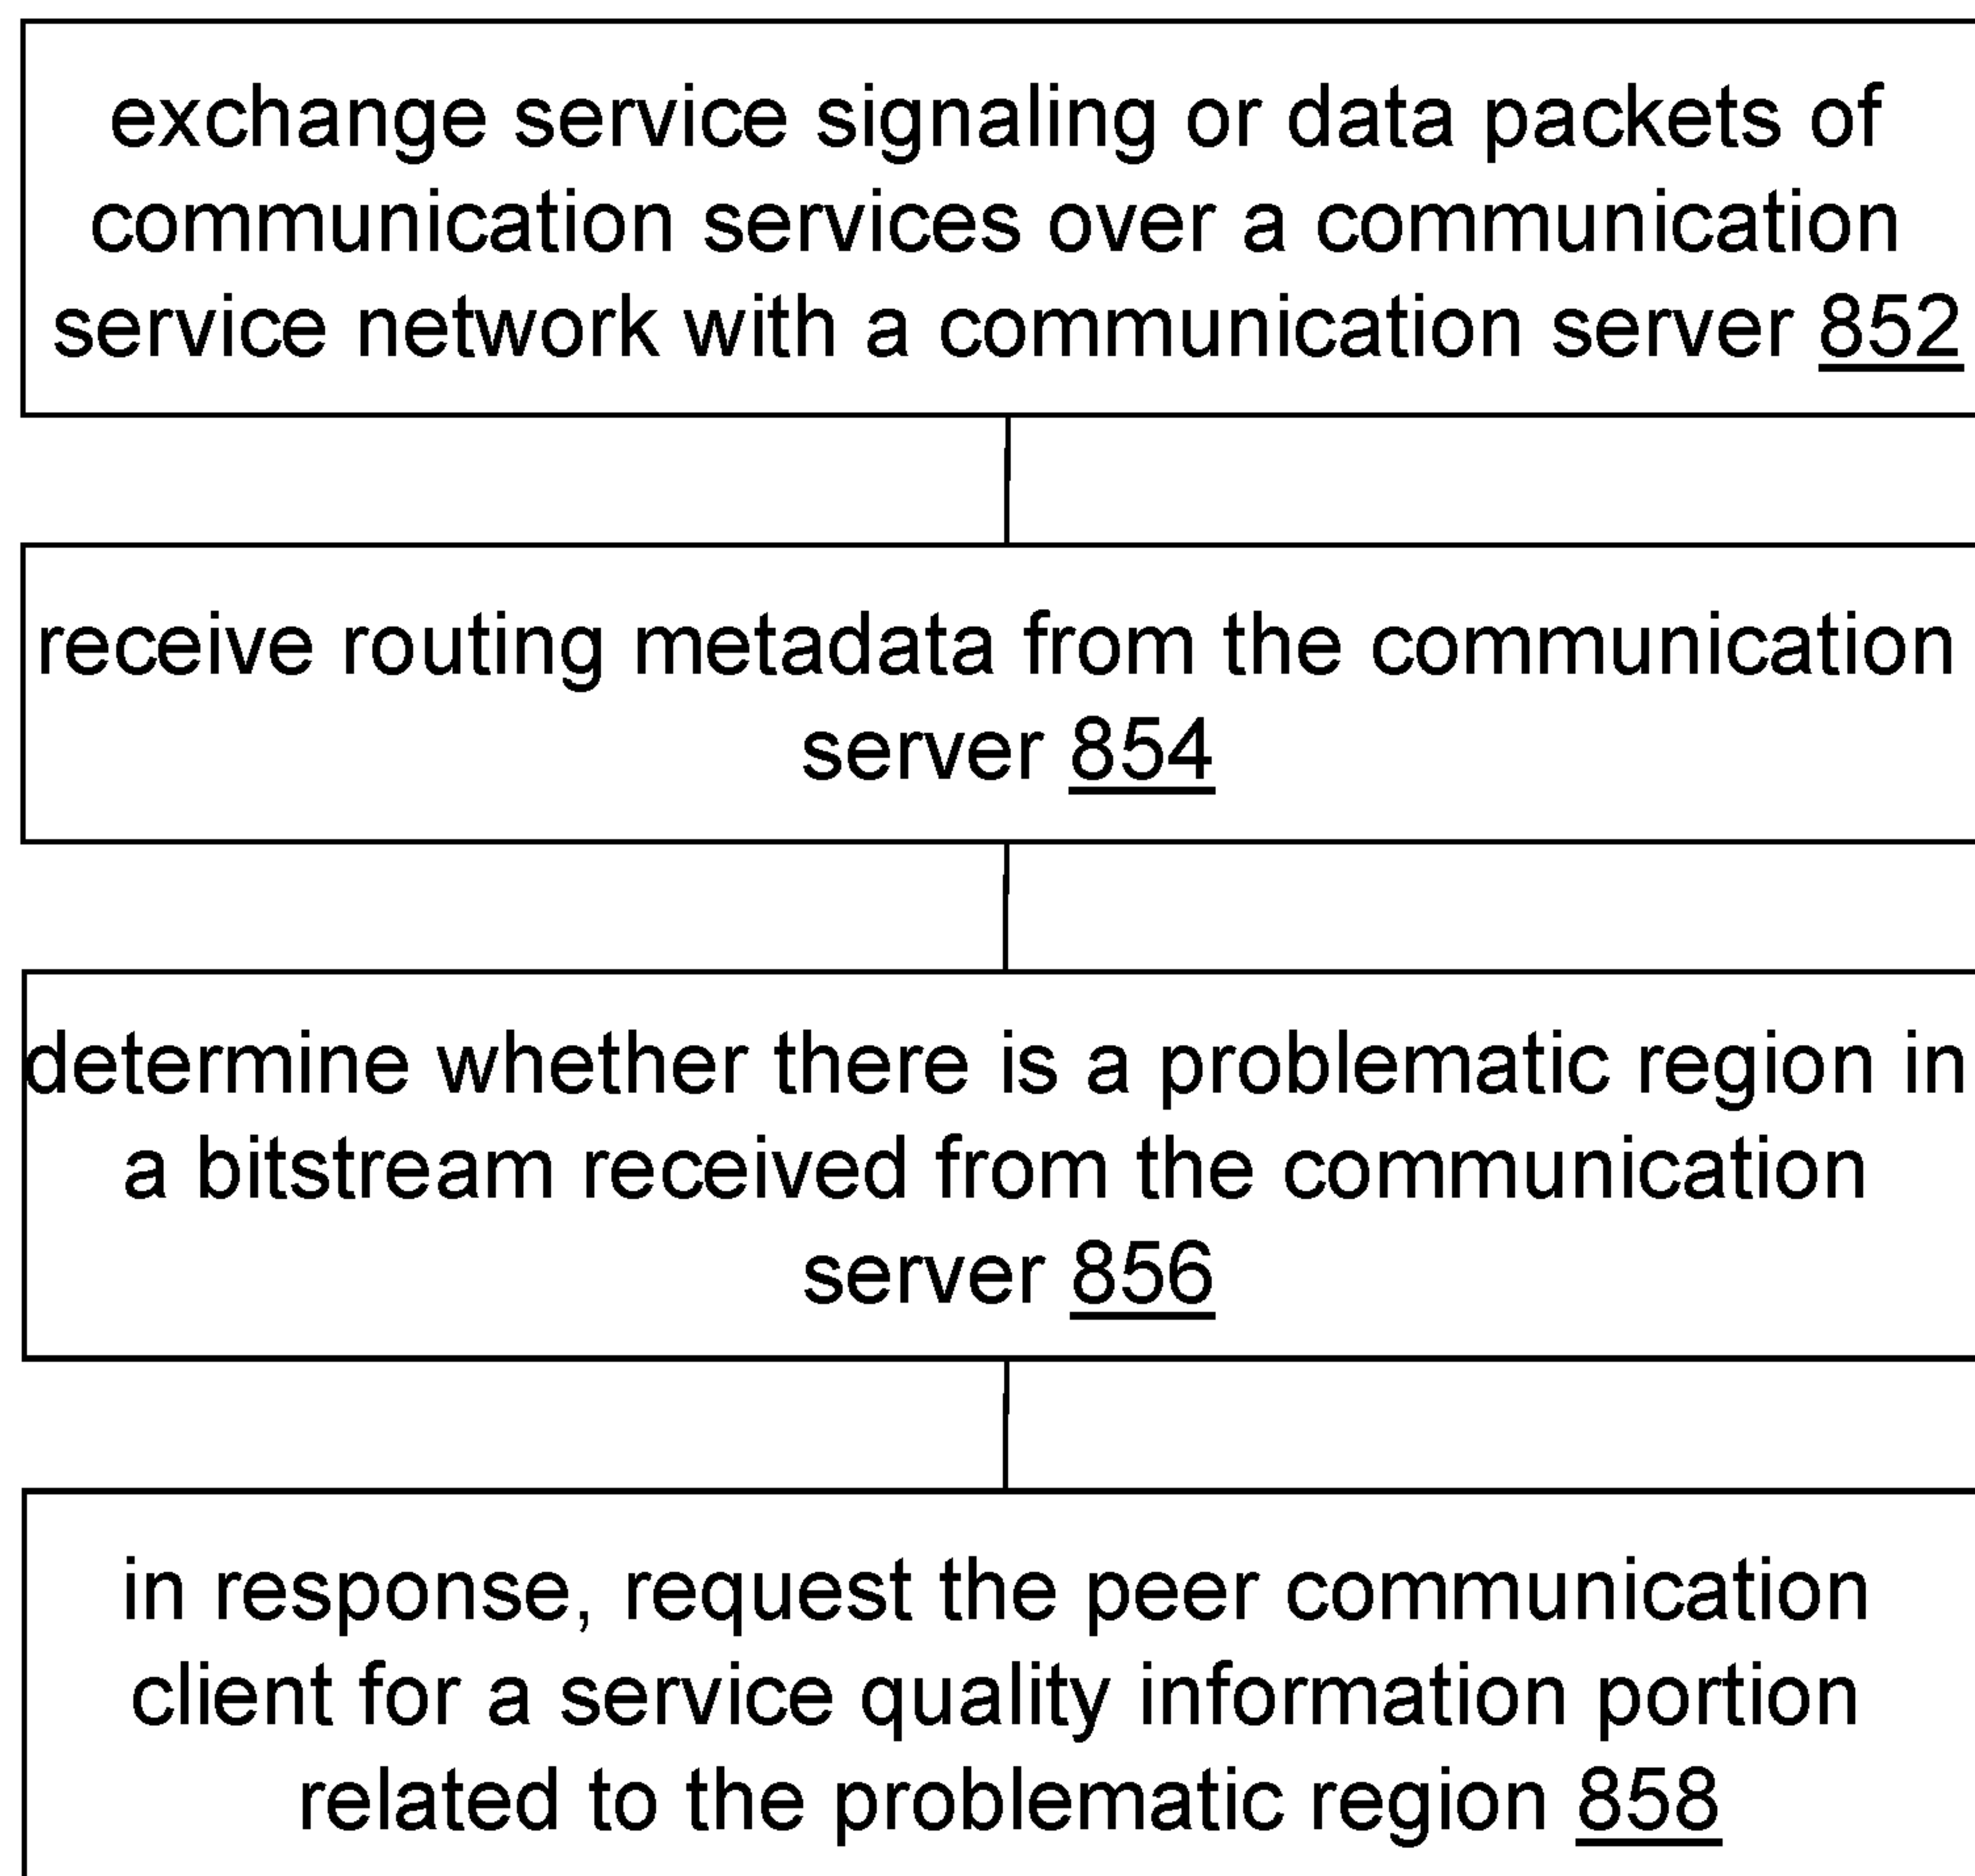 exchange service signaling or data packets of
communication services over a communication
service network with a communication server 852
receive routing metadata from the communication
server 854
determine whether there is a problematic region in
a bitstream received from the communication
server 856
in response, request the peer communication
client for a service quality information portion
related to the problematic region 858